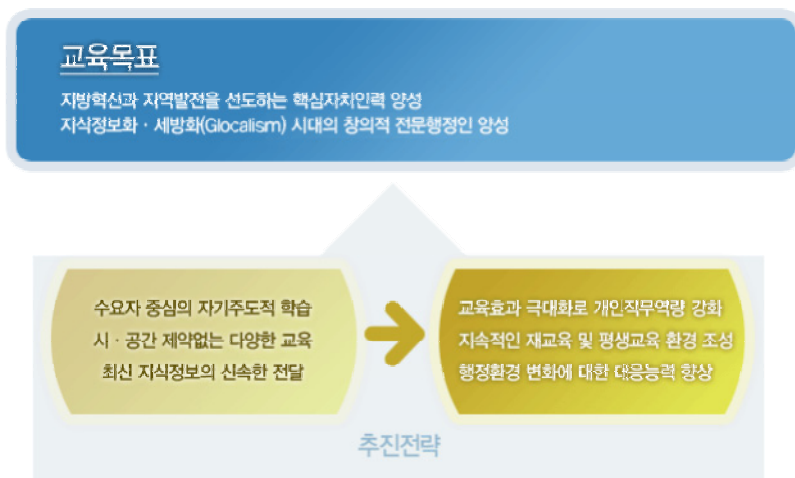 교육목표
지방혁신과 지역발전을 선도하는 핵심자치인력 양성
지식정보화 · 세방화(Glocalism) 시대의 창의적 전문행정인 양성
수요자 중심의 자기주도적 학습
시 · 공간 제약없는 다양한 교육
최신 지식정보의 신속한 전달
교육효과 극대화로 개인직무역량 강화
지속적인 재교육 및 평생교육 환경 조성
행정환경 변화에 대한 대응능력 향상
추진전략